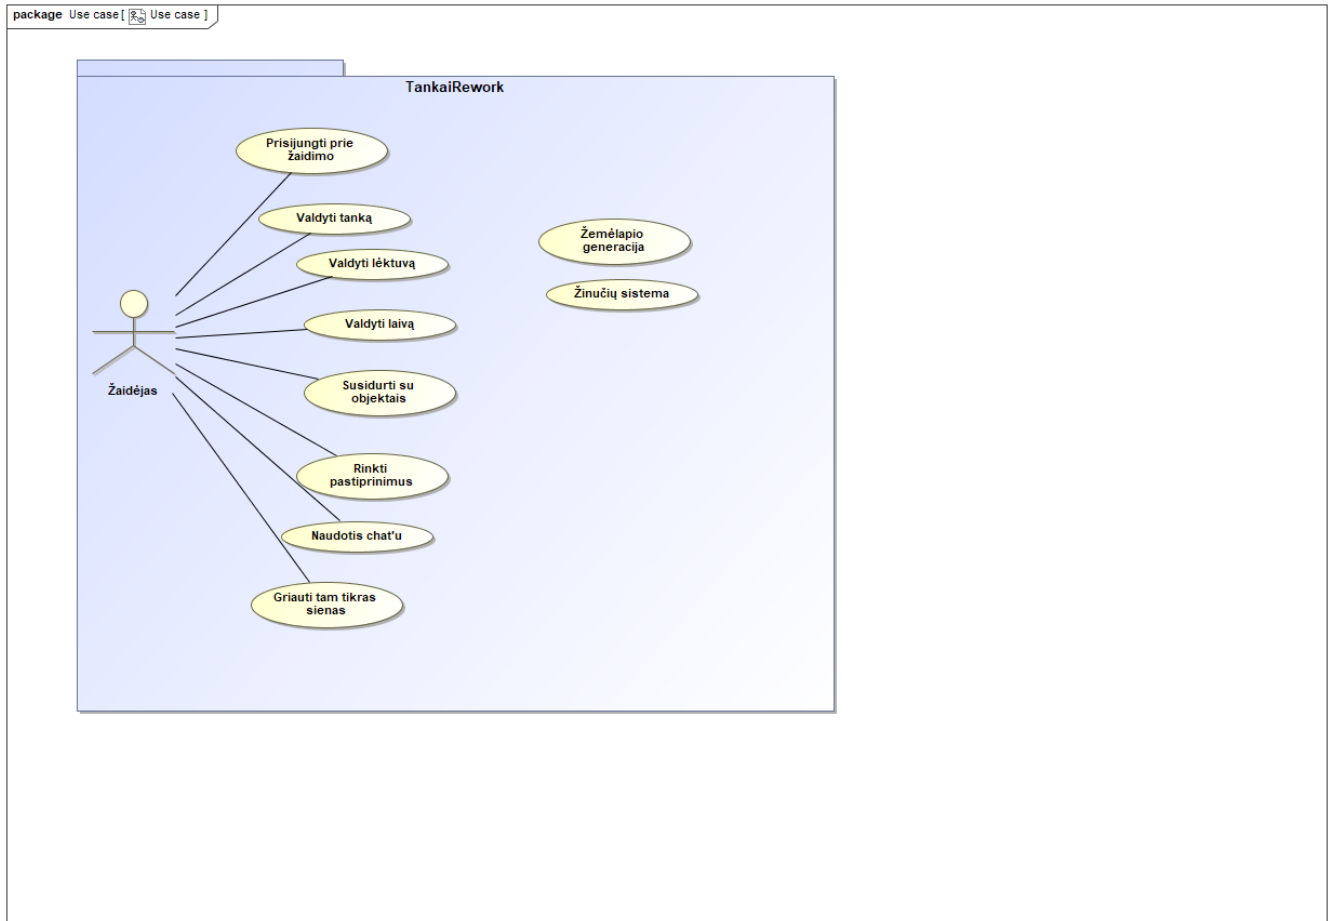 package Use case [ Use case ]
TankaiRework
Prisijungti prie
žaidimo
Valdyti tanką
Valdyti lėktuvą
Valdyti laivą
Susidurti su
objektais
Rinkti
pastiprinimus
Naudotis chat'u
Griauti tam tikras
sienas
Žaidėjas
Žemėlapio
generacija
Žinučių sistema